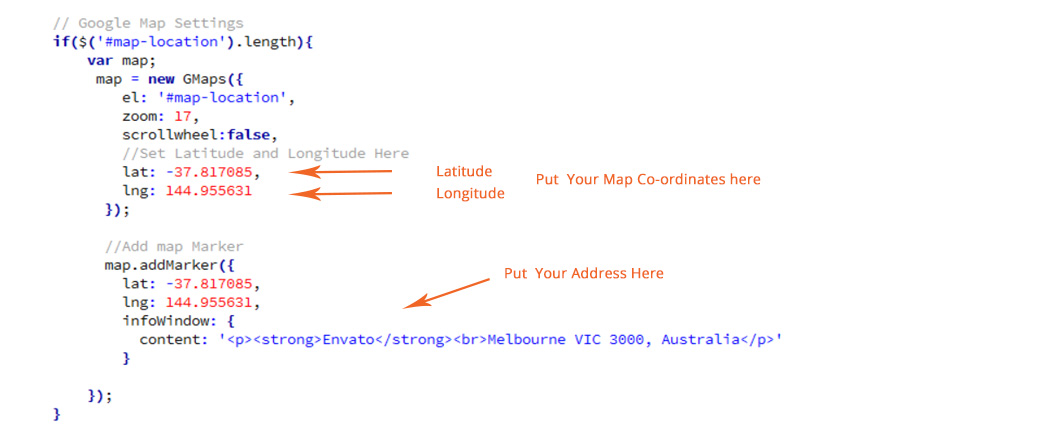 // Google Map Settings
if($('#map-location').length){
var map;
map = new GMaps({
el: '#map-location',
zoom: 17,
scrollwheel:false,
//Set Latitude and Longitude Here
lat: -37.817085,
Latitude
Put Your Map Co-ordinates here
lng: 144.955631
Longitude
});
//Add map Marker
map.addMarker({
Put Your Address Here
lat: -37.817085,
lng: 144.955631,
infoWindow: {
content: '<p><strong>Envato</strong><br>Melbourne VIC 3000, Australia</p>'
}
});
}